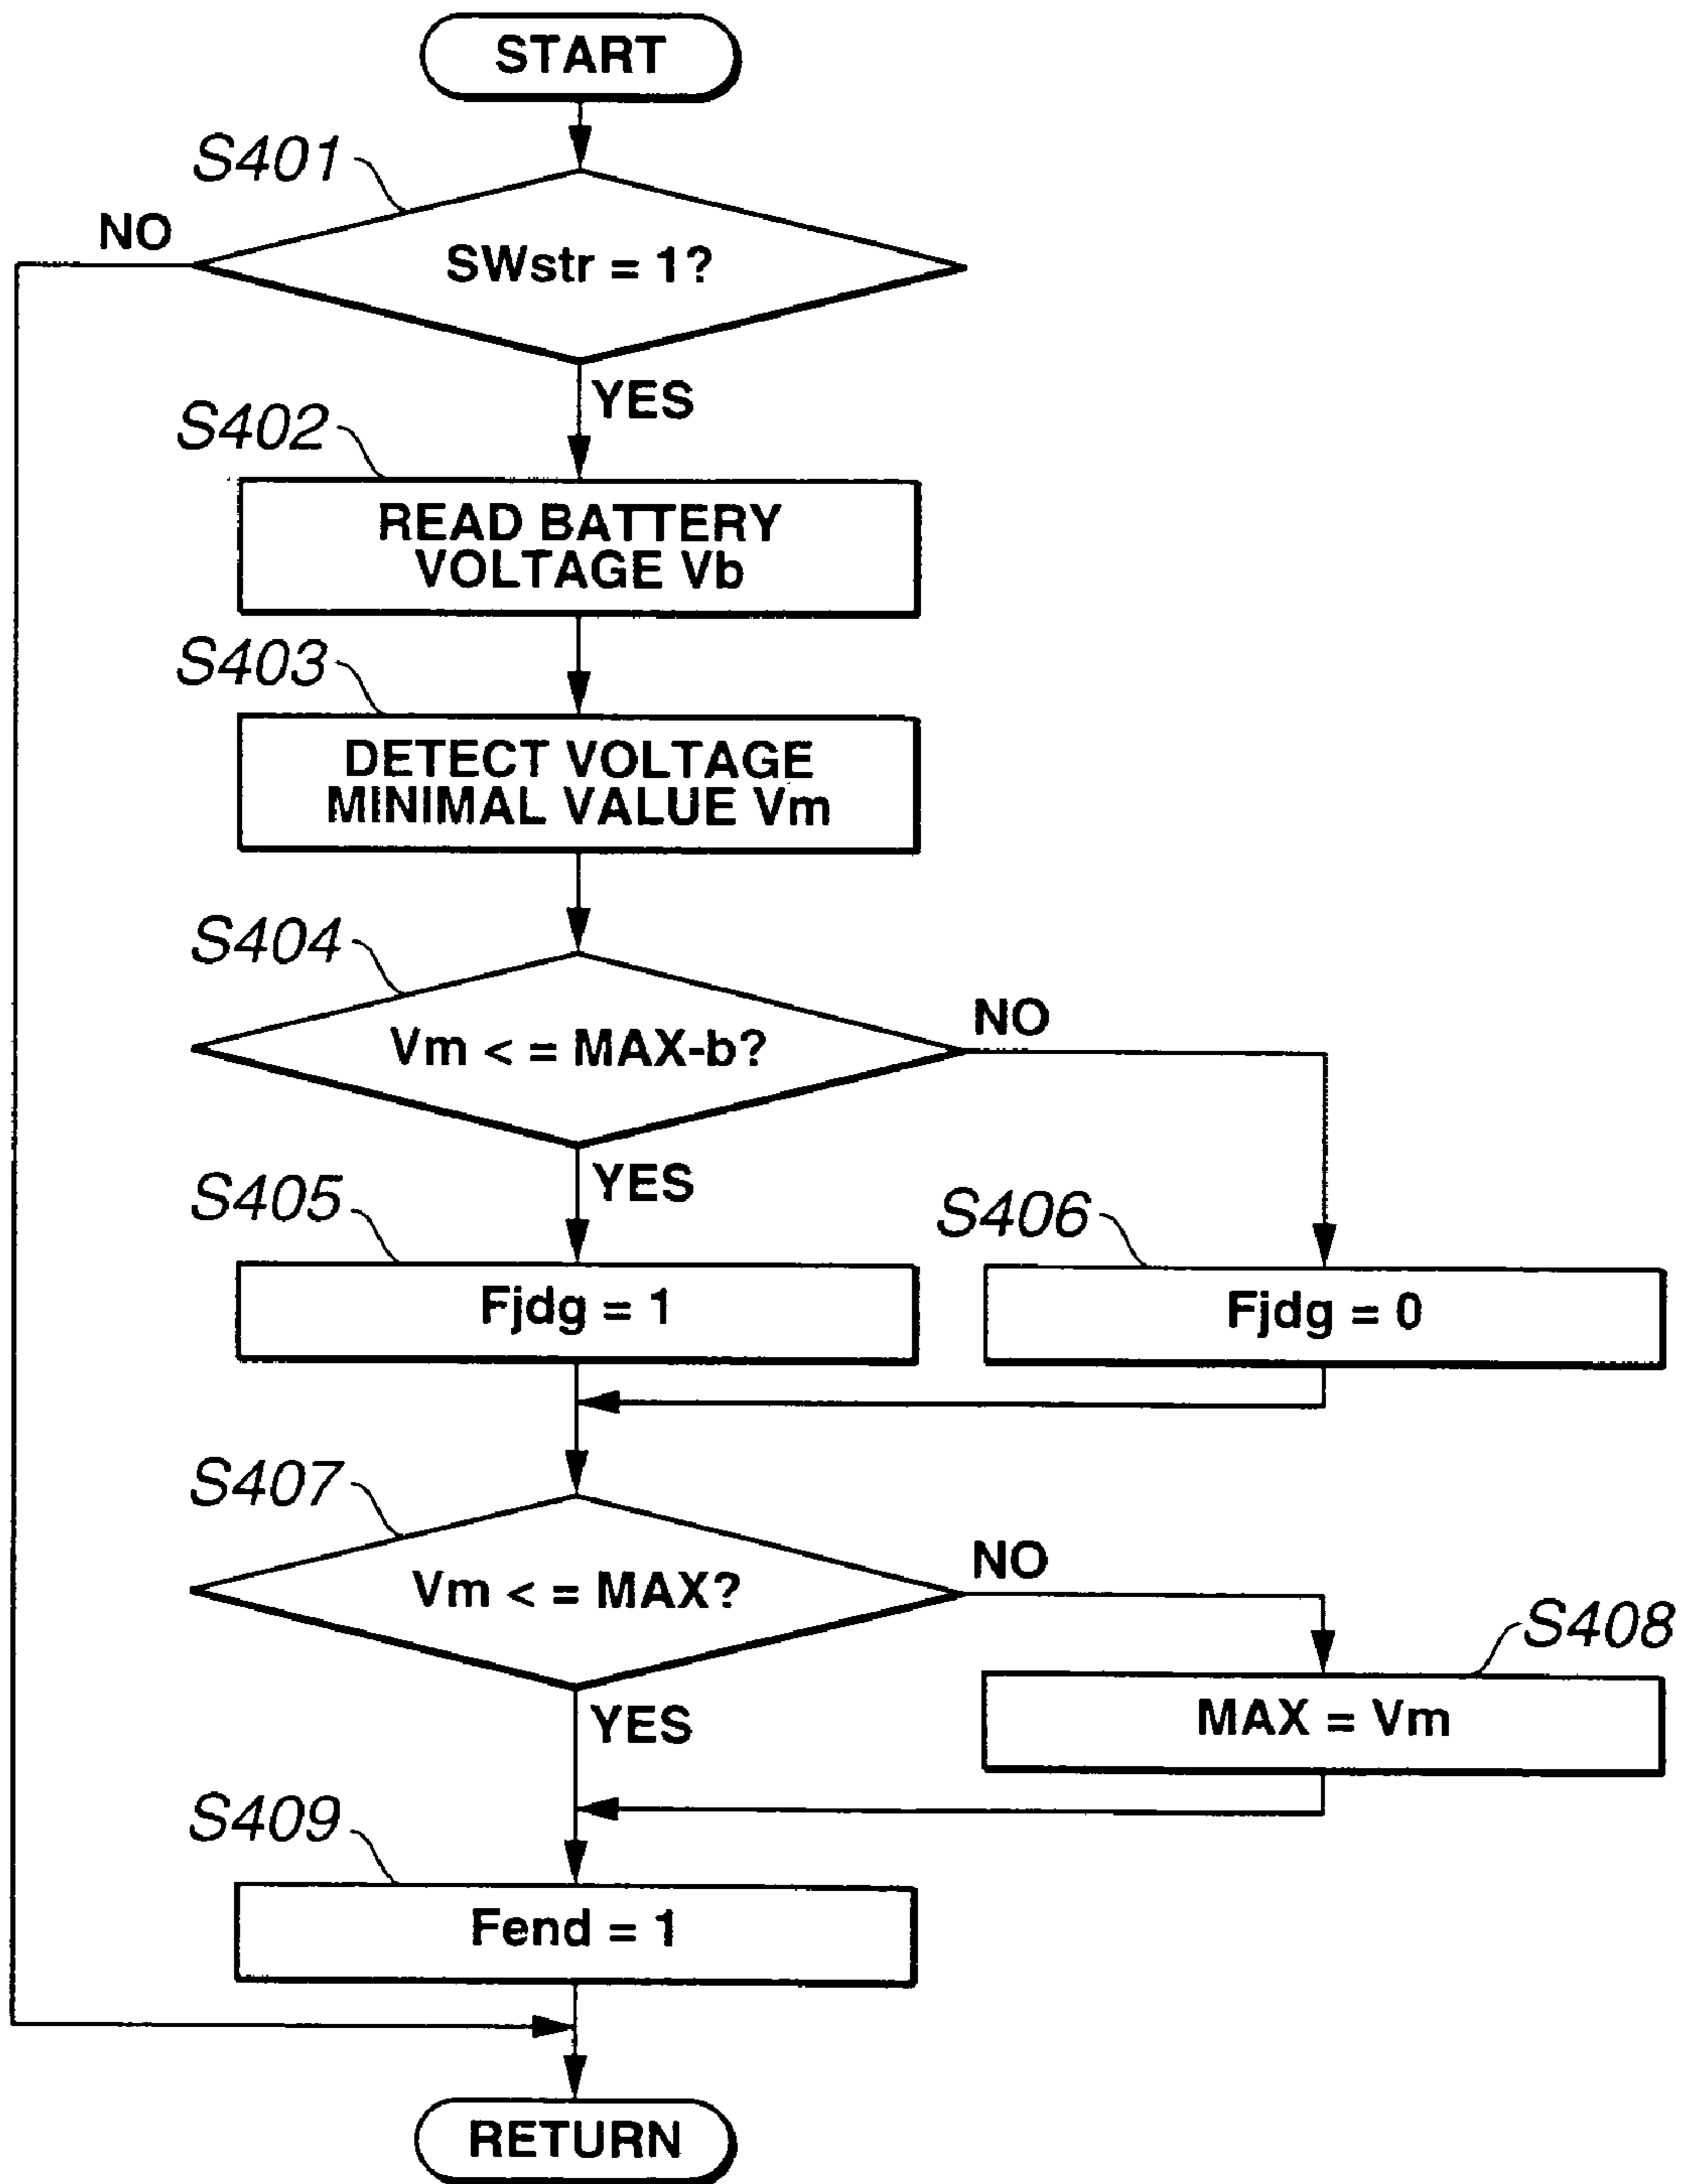 START
S401
NO
SWstr = 1?
YES
S402
READ BATTERY
VOLTAGE Vb
S403
DETECT VOLTAGE
MINIMAL VALUE Vm
S404
Vm < = MAX-b?
NO
YES
S405
S406
Fjdg = 1
Fjdg = 0
S407
Vm < = MAX?
NO
S408
YES
MAX = Vm
S409
Fend = 1
RETURN